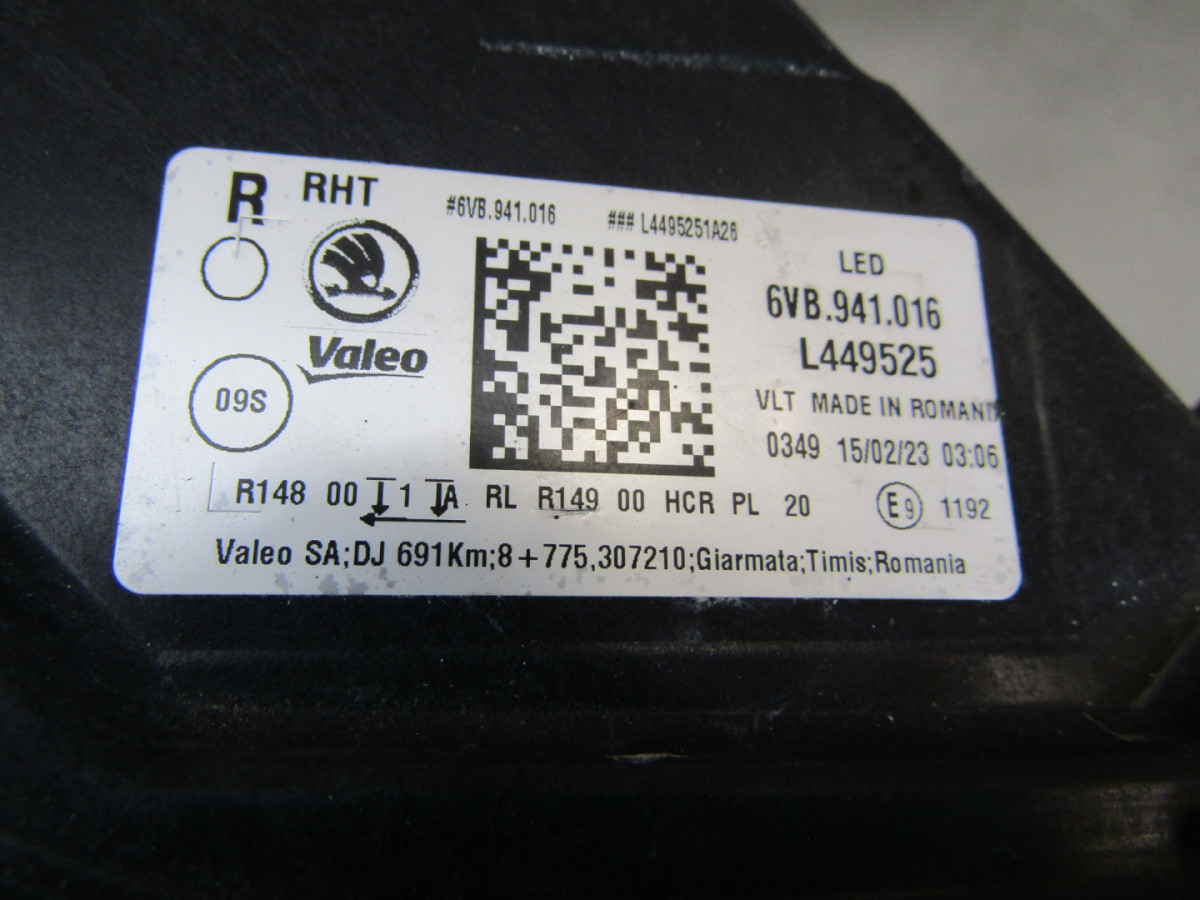 R RHT
#6VB.941.016 ### L4495251A26
LED
6VB.941.016
Valeo
L449525
09S
VLT MADE IN ROMANIA
0349 15/02/23 03:06
R148 00 1 A RL R149 00 HCR PL 20 E9 1192
Valeo SA;DJ 691Km;8+775,307210;Giarmata;Timis;Romania